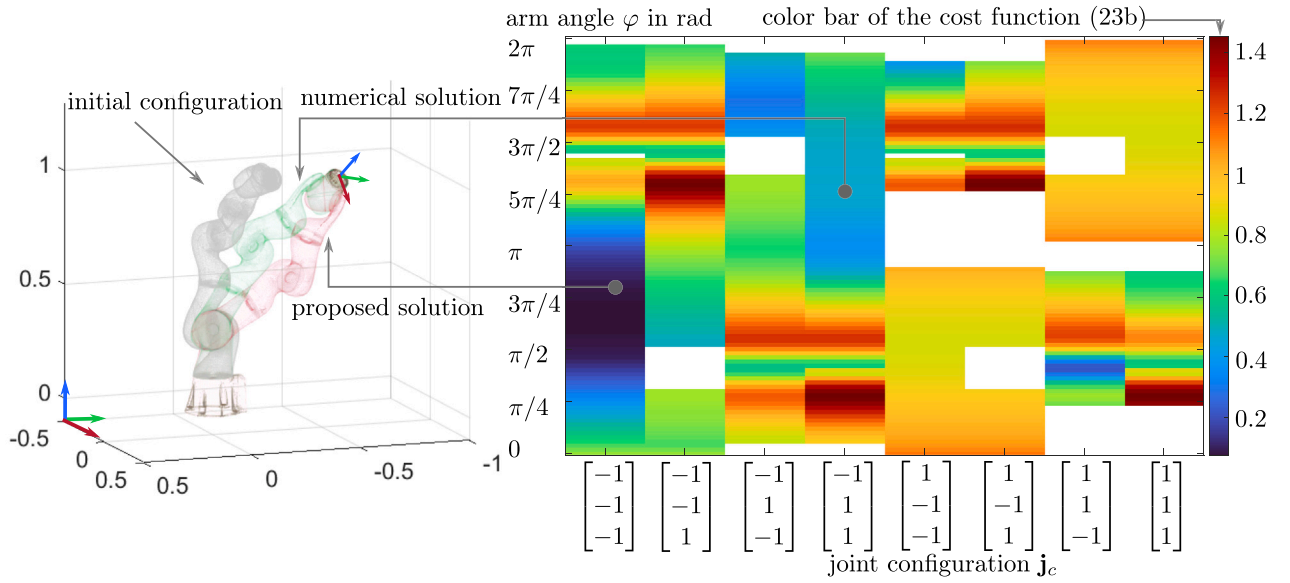 arm angle φ in rad
color bar of the cost function (23b)
initial configuration
numerical solution
proposed solution
1
0.5
0
-0.5
0
0.5
0.5
0
-0.5
-1
2π
7π/4
3π/2
5π/4
π
3π/4
π/2
π/4
0
1.4
1.2
1
0.8
0.6
0.4
0.2
[-1 [-1 [-1 [-1 [1 [1 [1 [1
-1 -1 1 1 -1 -1 1 1
-1] 1] -1] 1] -1] 1] -1] 1]
joint configuration j_c